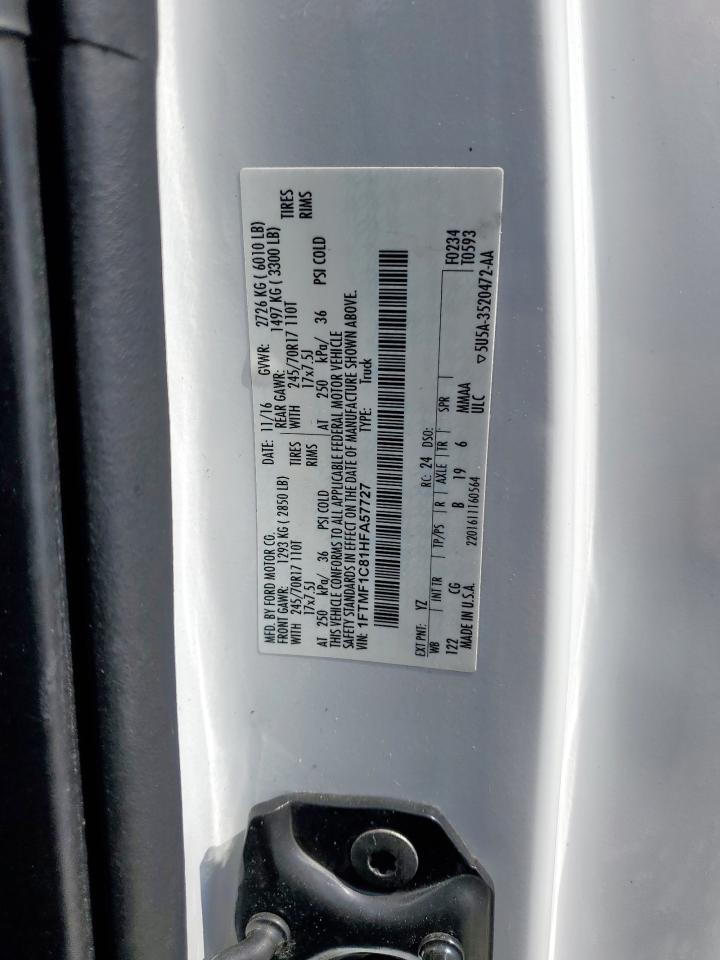 MFD. BY FORD MOTOR CO. DATE: 11/16 GVWR: 2726 KG ( 6010 LB)
FRONT GAWR: 1293 KG ( 2850 LB) REAR GAWR: 1497 KG ( 3300 LB)
WITH 245/70R17 110T TIRES WITH 245/70R17 110T TIRES
17x7.5J RIMS 17x7.5J RIMS
AT 250 kPa/ 36 PSI COLD AT 250 kPa/ 36 PSI COLD
THIS VEHICLE CONFORMS TO ALL APPLICABLE FEDERAL MOTOR VEHICLE
SAFETY STANDARDS IN EFFECT ON THE DATE OF MANUFACTURE SHOWN ABOVE.
VIN: 1FTMF1C81HFA57727 TYPE: Truck
EXT PNT: YZ RC: 24 DSO: F0234
WB INT TR TP/PS R AXLE TR SPR T0593
122 CG B 19 6 MMAA
MADE IN U.S.A. 2201611160564 ULC ▽5U5A-3520472-AA